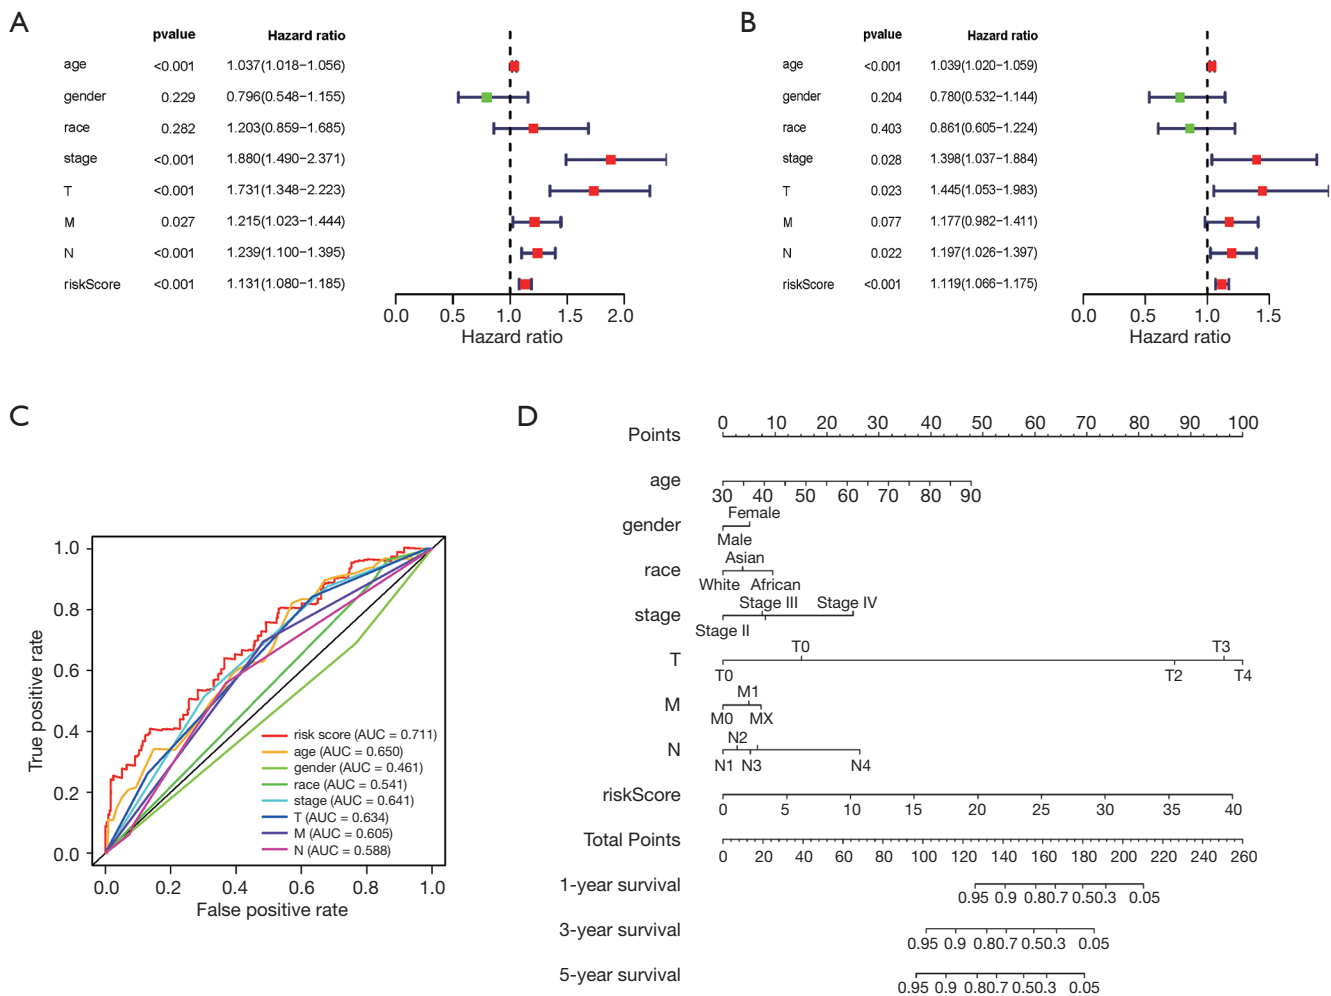 A
pvalue Hazard ratio
age <0.001 1.037(1.018−1.056)
gender 0.229 0.796(0.548−1.155)
race 0.282 1.203(0.859−1.685)
stage <0.001 1.880(1.490−2.371)
T <0.001 1.731(1.348−2.223)
M 0.027 1.215(1.023−1.444)
N <0.001 1.239(1.100−1.395)
riskScore <0.001 1.131(1.080−1.185)
0.0 0.5 1.0 1.5 2.0
Hazard ratio
B
pvalue Hazard ratio
age <0.001 1.039(1.020−1.059)
gender 0.204 0.780(0.532−1.144)
race 0.403 0.861(0.605−1.224)
stage 0.028 1.398(1.037−1.884)
T 0.023 1.445(1.053−1.983)
M 0.077 1.177(0.982−1.411)
N 0.022 1.197(1.026−1.397)
riskScore <0.001 1.119(1.066−1.175)
0.0 0.5 1.0 1.5
Hazard ratio
C
True positive rate
1.0
0.8
0.6
0.4
0.2
0.0
risk score (AUC = 0.711)
age (AUC = 0.650)
gender (AUC = 0.461)
race (AUC = 0.541)
stage (AUC = 0.641)
T (AUC = 0.634)
M (AUC = 0.605)
N (AUC = 0.588)
0.0 0.2 0.4 0.6 0.8 1.0
False positive rate
D
Points 0 10 20 30 40 50 60 70 80 90 100
age
30 40 50 60 70 80 90
Female
gender
Male
Asian
race
White African
Stage III Stage IV
stage
Stage II
T0 T3
T
T0 T2 T4
M1
M
M0 MX
N2
N
N1 N3 N4
riskScore
0 5 10 15 20 25 30 35 40
Total Points
0 20 40 60 80 100 120 140 160 180 200 220 240 260
1-year survival
0.95 0.9 0.80.7 0.50.3 0.05
3-year survival
0.95 0.9 0.80.7 0.50.3 0.05
5-year survival
0.95 0.9 0.80.7 0.50.3 0.05